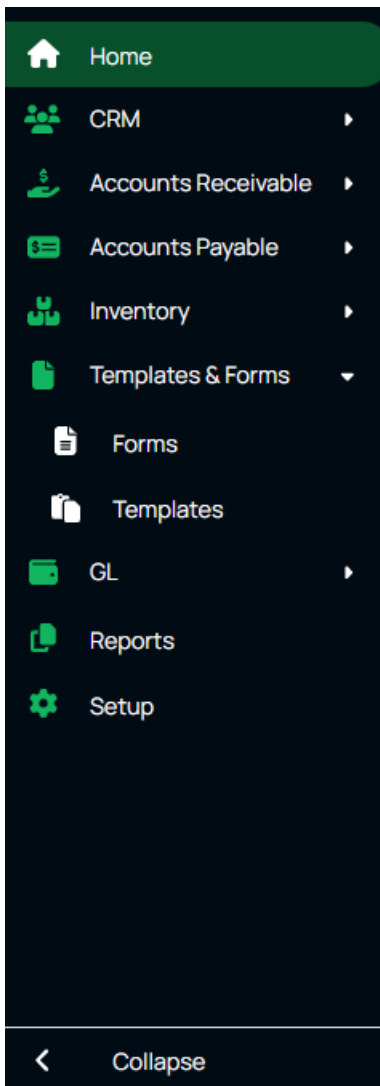 Home
CRM
Accounts Receivable
Accounts Payable
Inventory
Templates & Forms
Forms
Templates
GL
Reports
Setup
Collapse